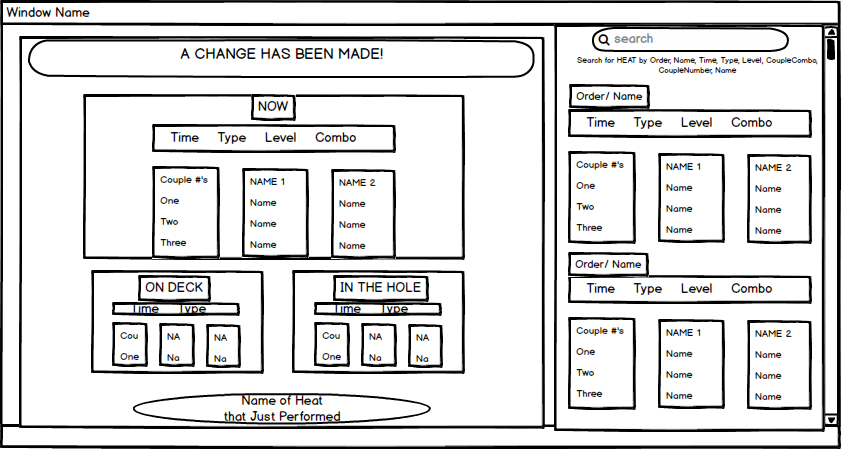 Window Name
A CHANGE HAS BEEN MADE!
NOW
Time Type Level Combo
Couple #'s NAME 1 NAME 2
One Name Name
Two Name Name
Three Name Name
ON DECK
Time Type
Cou NA NA
One Na Na
IN THE HOLE
Time Type
Cou NA NA
One Na Na
Name of Heat
that Just Performed
search
Search for HEAT by Order, Name, Time, Type, Level, CoupleCombo,
CoupleNumber, Name
Order/ Name
Time Type Level Combo
Couple #'s NAME 1 NAME 2
One Name Name
Two Name Name
Three Name Name
Order/ Name
Time Type Level Combo
Couple #'s NAME 1 NAME 2
One Name Name
Two Name Name
Three Name Name